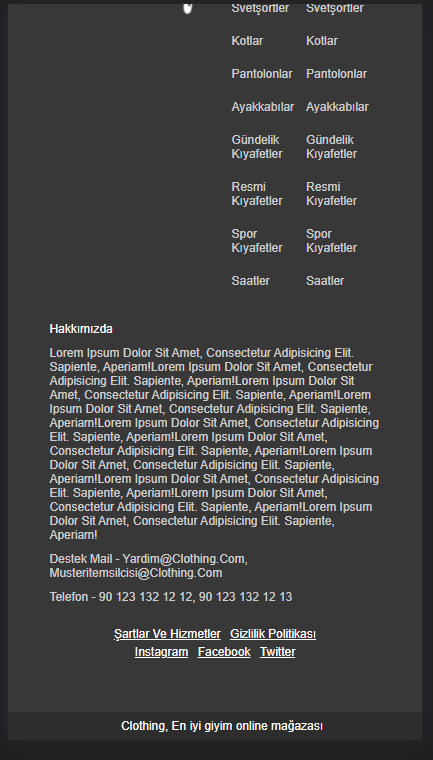 Svetşörtler Svetşörtler
Kotlar Kotlar
Pantolonlar Pantolonlar
Ayakkabılar Ayakkabılar
Gündelik Gündelik
Kıyafetler Kıyafetler
Resmi Resmi
Kıyafetler Kıyafetler
Spor Spor
Kıyafetler Kıyafetler
Saatler Saatler
Hakkımızda
Lorem Ipsum Dolor Sit Amet, Consectetur Adipisicing Elit.
Sapiente, Aperiam!Lorem Ipsum Dolor Sit Amet, Consectetur
Adipisicing Elit. Sapiente, Aperiam!Lorem Ipsum Dolor Sit
Amet, Consectetur Adipisicing Elit. Sapiente, Aperiam!Lorem
Ipsum Dolor Sit Amet, Consectetur Adipisicing Elit. Sapiente,
Aperiam!Lorem Ipsum Dolor Sit Amet, Consectetur Adipisicing
Elit. Sapiente, Aperiam!Lorem Ipsum Dolor Sit Amet,
Consectetur Adipisicing Elit. Sapiente, Aperiam!Lorem Ipsum
Dolor Sit Amet, Consectetur Adipisicing Elit. Sapiente,
Aperiam!Lorem Ipsum Dolor Sit Amet, Consectetur Adipisicing
Elit. Sapiente, Aperiam!Lorem Ipsum Dolor Sit Amet,
Consectetur Adipisicing Elit. Sapiente, Aperiam!Lorem Ipsum
Dolor Sit Amet, Consectetur Adipisicing Elit. Sapiente,
Aperiam!
Destek Mail - Yardim@Clothing.Com,
Musteritemsilcisi@Clothing.Com
Telefon - 90 123 132 12 12, 90 123 132 12 13
Şartlar Ve Hizmetler Gizlilik Politikası
Instagram Facebook Twitter
Clothing, En iyi giyim online mağazası